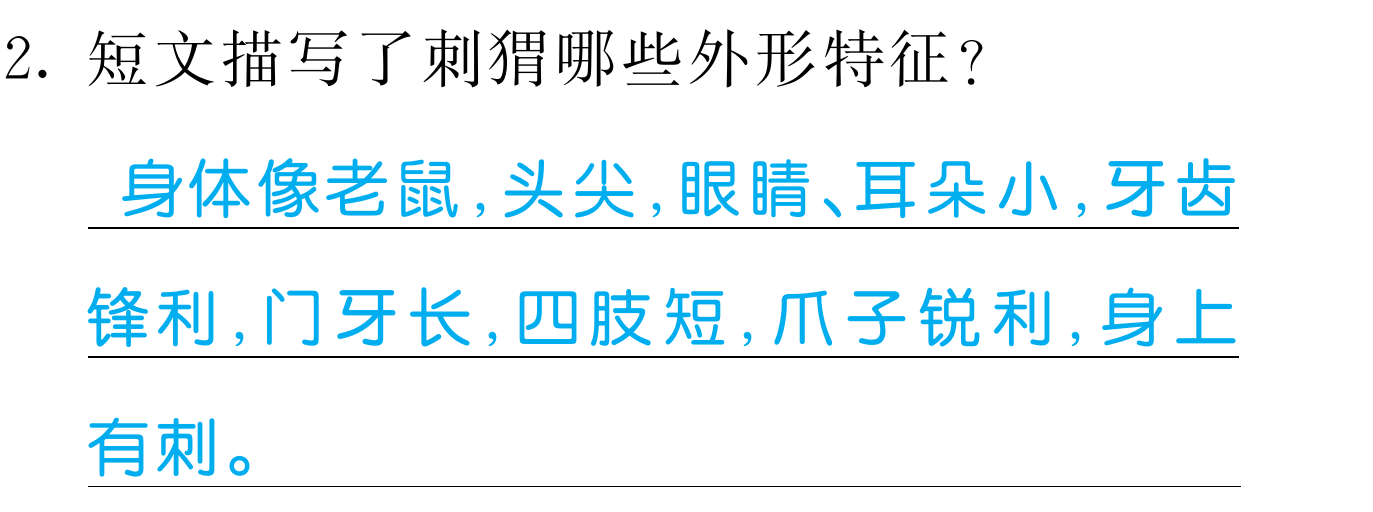 2. 短文描写了刺猬哪些外形特征?
身体像老鼠,头尖,眼睛、耳朵小,牙齿
锋利,门牙长,四肢短,爪子锐利,身上
有刺。